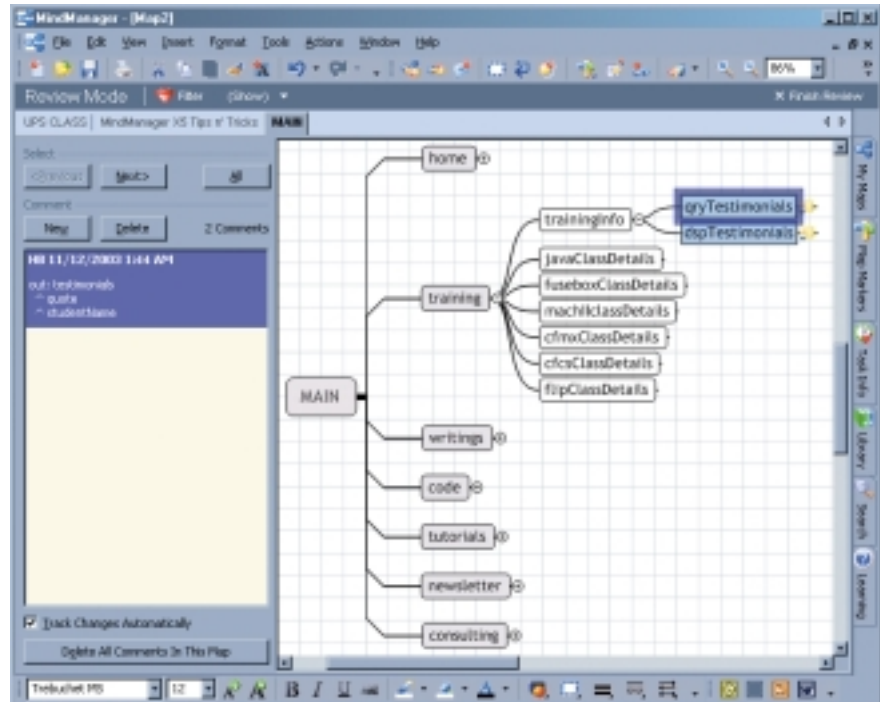 MindManager - [Map2]
File Edit View Insert Format Tools Actions Window Help
86%
Review Mode Filter (Show) Finish Review
UPS CLASS MindManager X5 Tips n' Tricks MAIN
Select
<Previous Next> All
Comment
New Delete 2 Comments
HB 11/12/2003 1:44 AM
out: testimonials
^ quote
^ studentName
Track Changes Automatically
Delete All Comments In This Map
MAIN
home
training
trainingInfo
qryTestimonials
dspTestimonials
javaClassDetails
fuseboxClassDetails
machIIclassDetails
cfmxClassDetails
cfcsClassDetails
flipClassDetails
writings
code
tutorials
newsletter
consulting
My Maps
Map Markers
Task Info
Library
Search
Learning
Trebuchet MS 12 B I U